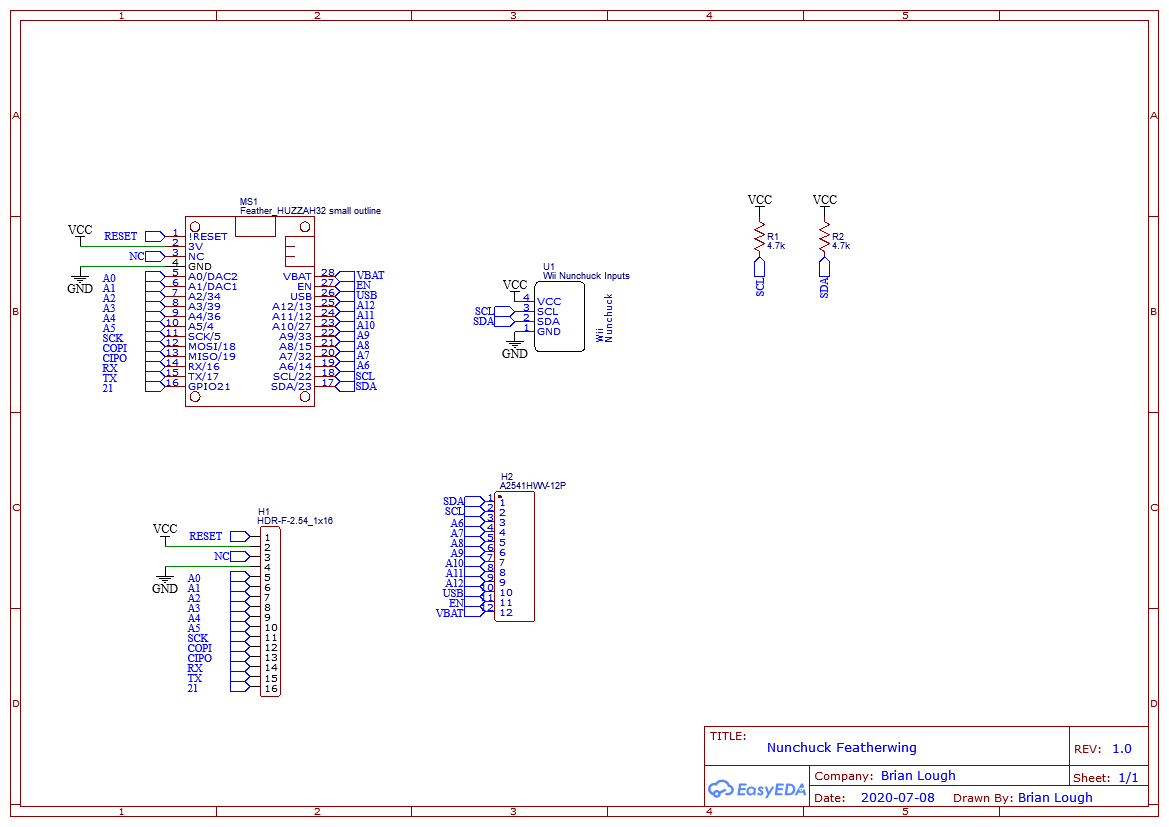 1 2 3 4 5
A A
B B
C C
D D
MS1
Feather_HUZZAH32 small outline
VCC
RESET 1 !RESET
2 3V
NC 3 NC
4 GND
GND
A0 5 A0/DAC2 VBAT 28 VBAT
A1 6 A1/DAC1 EN 27 EN
A2 7 A2/34 USB 26 USB
A3 8 A3/39 A12/13 25 A12
A4 9 A4/36 A11/12 24 A11
A5 10 A5/4 A10/27 23 A10
SCK 11 SCK/5 A9/33 22 A9
COPI 12 MOSI/18 A8/15 21 A8
CIPO 13 MISO/19 A7/32 20 A7
RX 14 RX/16 A6/14 19 A6
TX 15 TX/17 SCL/22 18 SCL
21 16 GPIO21 SDA/23 17 SDA
U1
Wii Nunchuck Inputs
VCC
4 VCC
SCL 3 SCL
SDA 2 SDA
1 GND
GND
Wii
Nunchuck
VCC VCC
R1 R2
4.7k 4.7k
SCL SDA
H1
HDR-F-2.54_1x16
VCC
RESET 1
2
NC 3
4
GND
A0 5
A1 6
A2 7
A3 8
A4 9
A5 10
SCK 11
COPI 12
CIPO 13
RX 14
TX 15
21 16
H2
A2541HWV-12P
SDA 1 1
SCL 2 2
A6 3 3
A7 4 4
A8 5 5
A9 6 6
A10 7 7
A11 8 8
A12 9 9
USB 10 10
EN 11 11
VBAT 12 12
TITLE:
Nunchuck Featherwing
REV: 1.0
EasyEDA
Company: Brian Lough
Sheet: 1/1
Date: 2020-07-08 Drawn By: Brian Lough
1 2 3 4 5